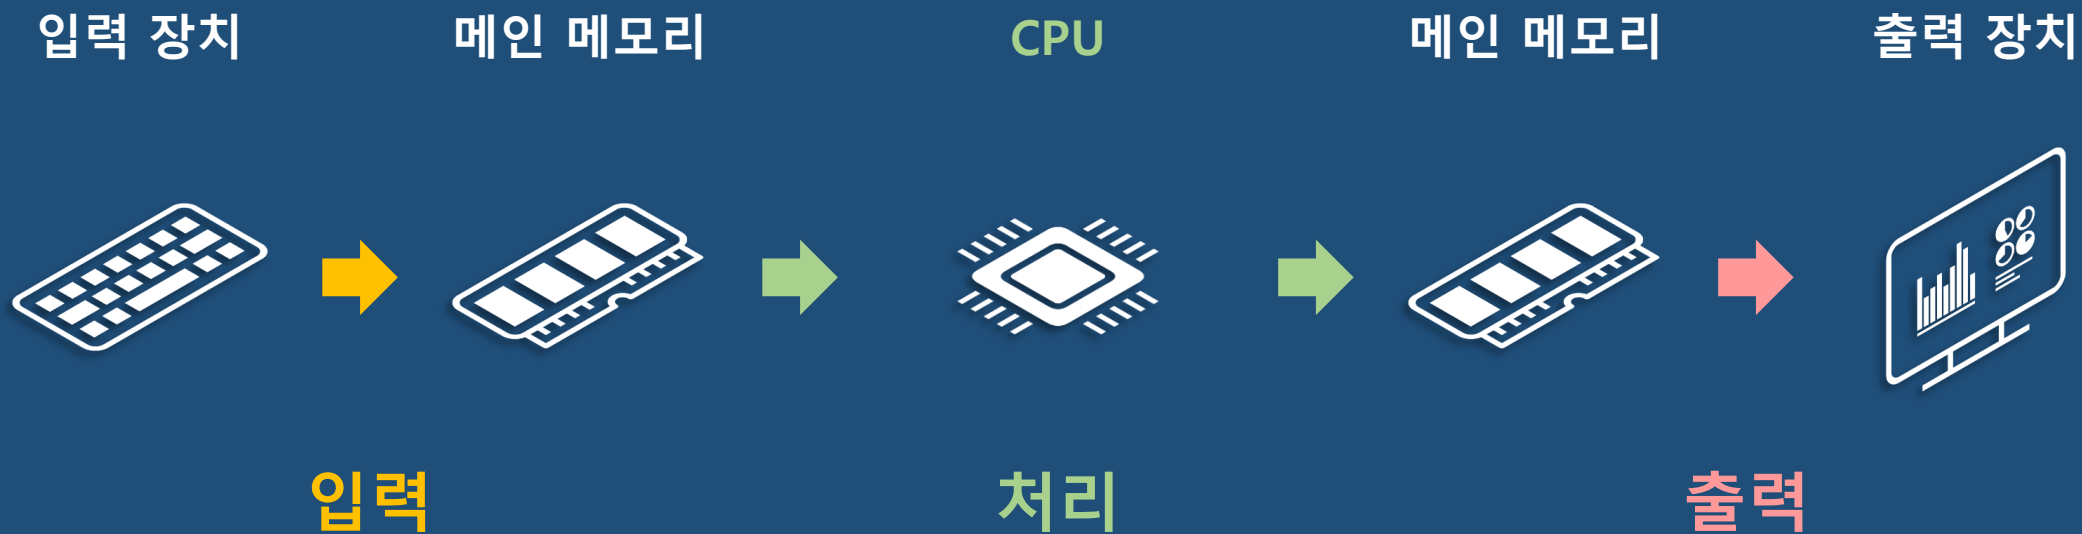 입력 장치
메인 메모리
CPU
메인 메모리
출력 장치
입력
처리
출력